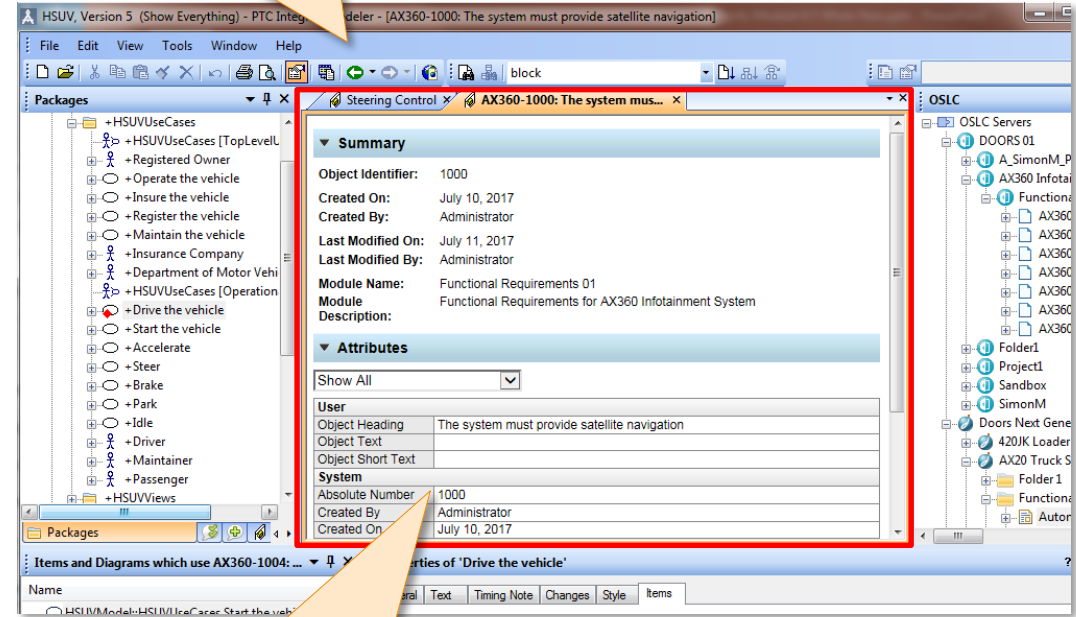 HSUV, Version 5 (Show Everything) - PTC Integ deler - [AX360-1000: The system must provide satellite navigation]
File Edit View Tools Window Help
block
Packages
+HSUVUseCases
+HSUVUseCases [TopLevelU
+Registered Owner
+Operate the vehicle
+Insure the vehicle
+Register the vehicle
+Maintain the vehicle
+Insurance Company
+Department of Motor Vehi
+HSUVUseCases [Operation
+Drive the vehicle
+Start the vehicle
+Accelerate
+Steer
+Brake
+Park
+Idle
+Driver
+Maintainer
+Passenger
+HSUVViews
Packages
Steering Control AX360-1000: The system mus...
Summary
Object Identifier: 1000
Created On: July 10, 2017
Created By: Administrator
Last Modified On: July 11, 2017
Last Modified By: Administrator
Module Name: Functional Requirements 01
Module Functional Requirements for AX360 Infotainment System
Description:
Attributes
Show All
User
Object Heading The system must provide satellite navigation
Object Text
Object Short Text
System
Absolute Number 1000
Created By Administrator
Created On July 10, 2017
OSLC
OSLC Servers
DOORS 01
A_SimonM_P
AX360 Infotai
Functiona
AX360
AX360
AX360
AX360
AX360
AX360
AX360
Folder1
Project1
Sandbox
SimonM
Doors Next Gene
420JK Loader
AX20 Truck S
Folder 1
Functiona
Autor
Items and Diagrams which use AX360-1004: ...
Name
HSUVModel::HSUVUseCases Start the vehi
erties of 'Drive the vehicle'
?
eral Text Timing Note Changes Style Items